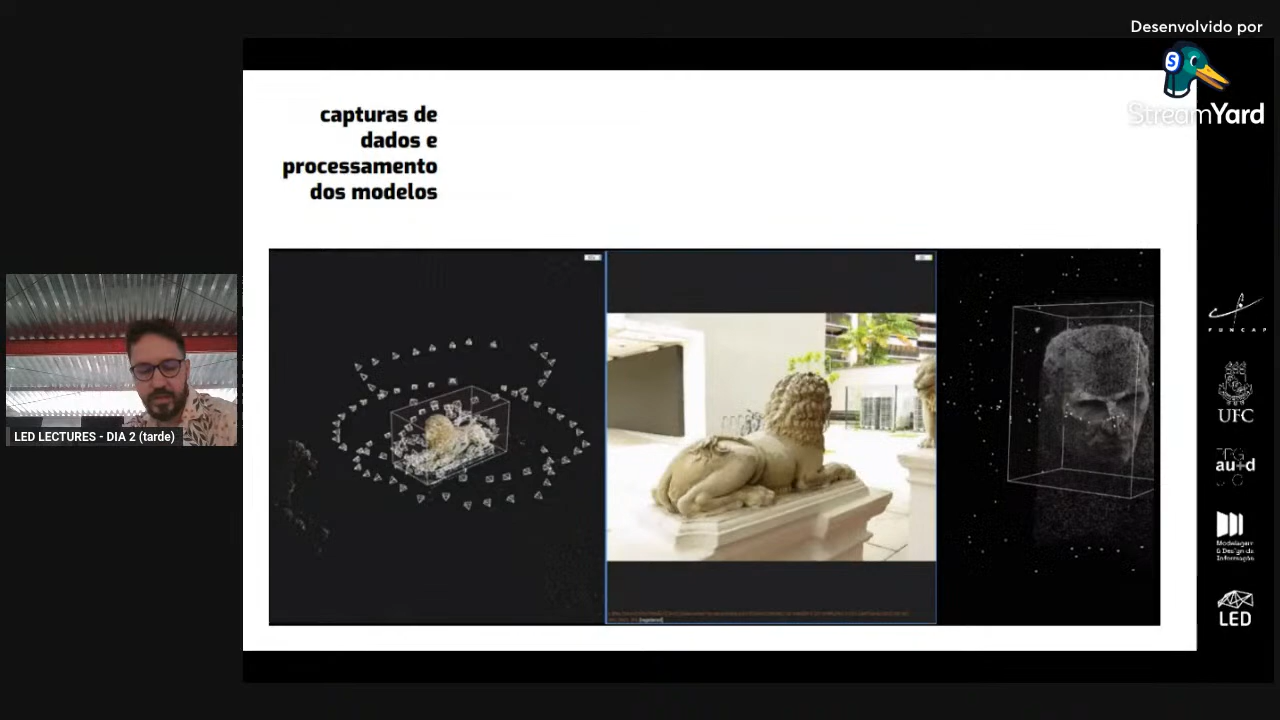 Desenvolvido por
StreamYard
capturas de
dados e
processamento
dos modelos
LED LECTURES - DIA 2 (tarde)
FUNCAP
UFC
au+d
Modelagem
& Design da
Informação
LED